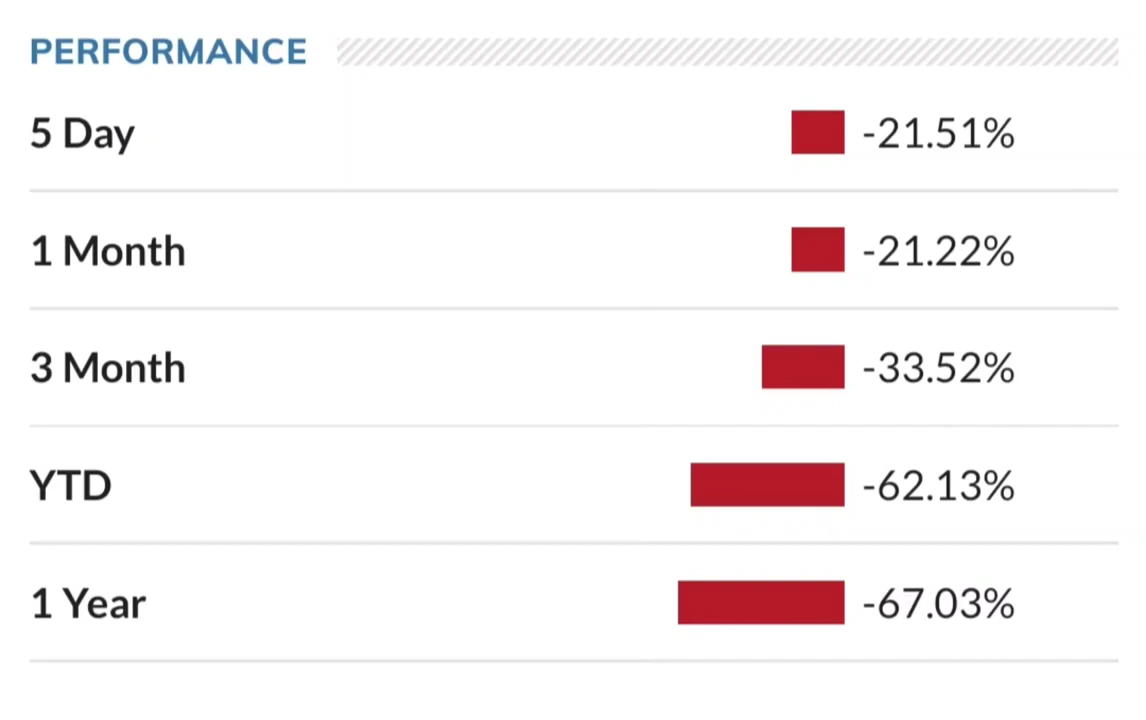 PERFORMANCE
5 Day -21.51%
1 Month -21.22%
3 Month -33.52%
YTD -62.13%
1 Year -67.03%